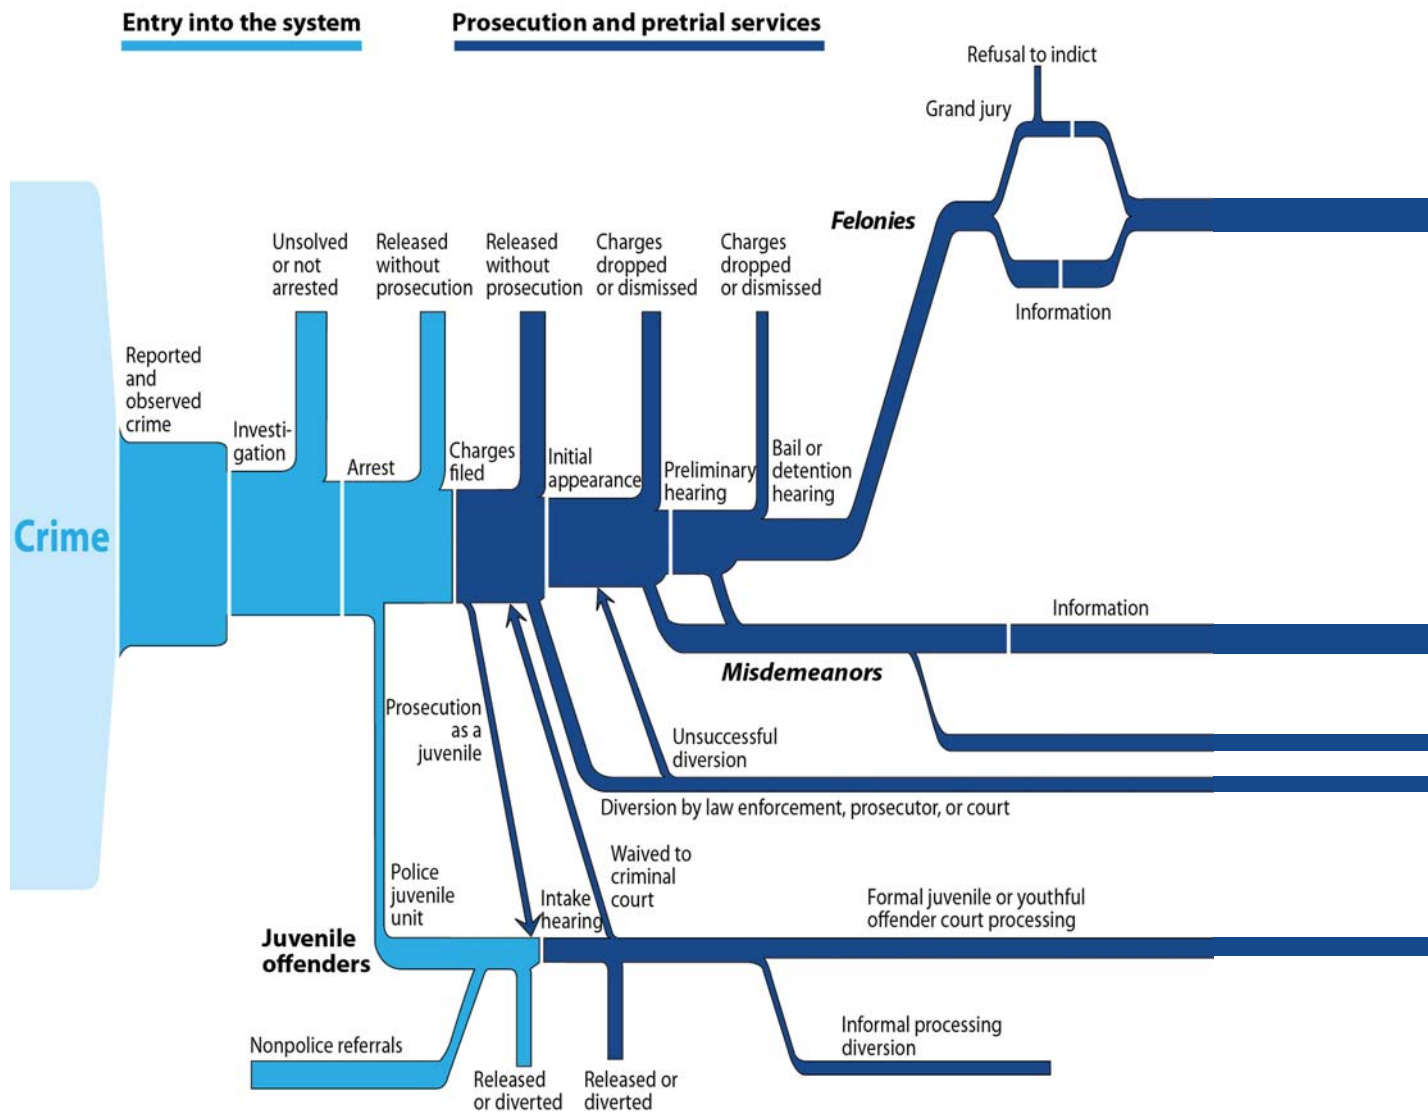 Entry into the system
Prosecution and pretrial services
Refusal to indict
Grand jury
Felonies
Information
Unsolved
or not
arrested
Released
without
prosecution
Released
without
prosecution
Charges
dropped
or dismissed
Charges
dropped
or dismissed
Reported
and
observed
crime
Investi-
gation
Arrest
Charges
filed
Initial
appearance
Preliminary
hearing
Bail or
detention
hearing
Crime
Information
Misdemeanors
Prosecution
as a
juvenile
Unsuccessful
diversion
Diversion by law enforcement, prosecutor, or court
Waived to
criminal
court
Police
juvenile
unit
Intake
hearing
Formal juvenile or youthful
offender court processing
Juvenile
offenders
Nonpolice referrals
Released
or diverted
Released or
diverted
Informal processing
diversion